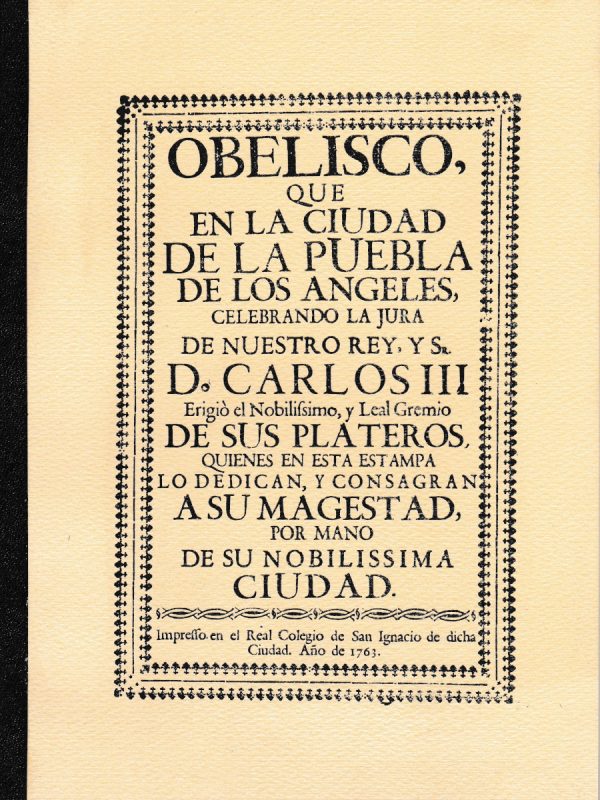 OBELISCO,
QUE
EN LA CIUDAD
DE LA PUEBLA
DE LOS ANGELES,
CELEBRANDO LA JURA
DE NUESTRO REY, Y Sr.
D. CARLOS III
Erigiò el Nobiliſsimo, y Leal Gremio
DE SUS PLATEROS,
QUIENES EN ESTA ESTAMPA
LO DEDICAN, Y CONSAGRAN
A SU MAGESTAD,
POR MANO
DE SU NOBILISSIMA
CIUDAD.
Impreſſo en el Real Colegio de San Ignacio de dicha
Ciudad. Año de 1763.